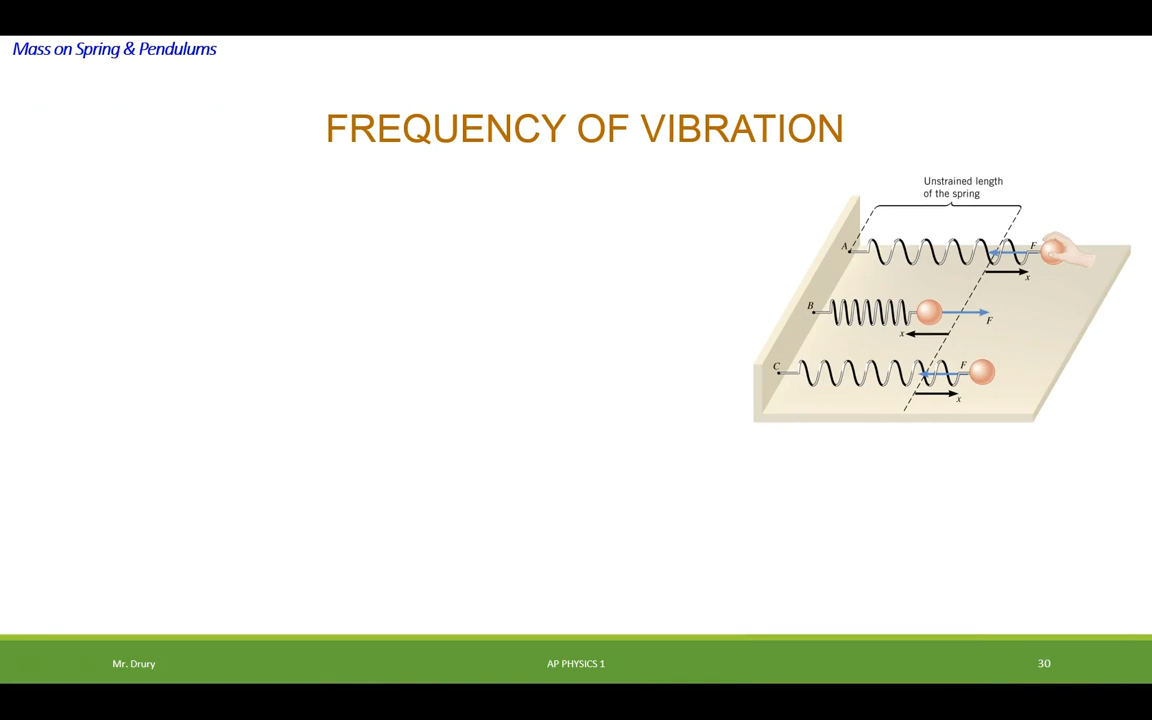 Mass on Spring & Pendulums
FREQUENCY OF VIBRATION
Unstrained length
of the spring
A
F
x
B
F
x
C
F
x
Mr. Drury
AP PHYSICS 1
30